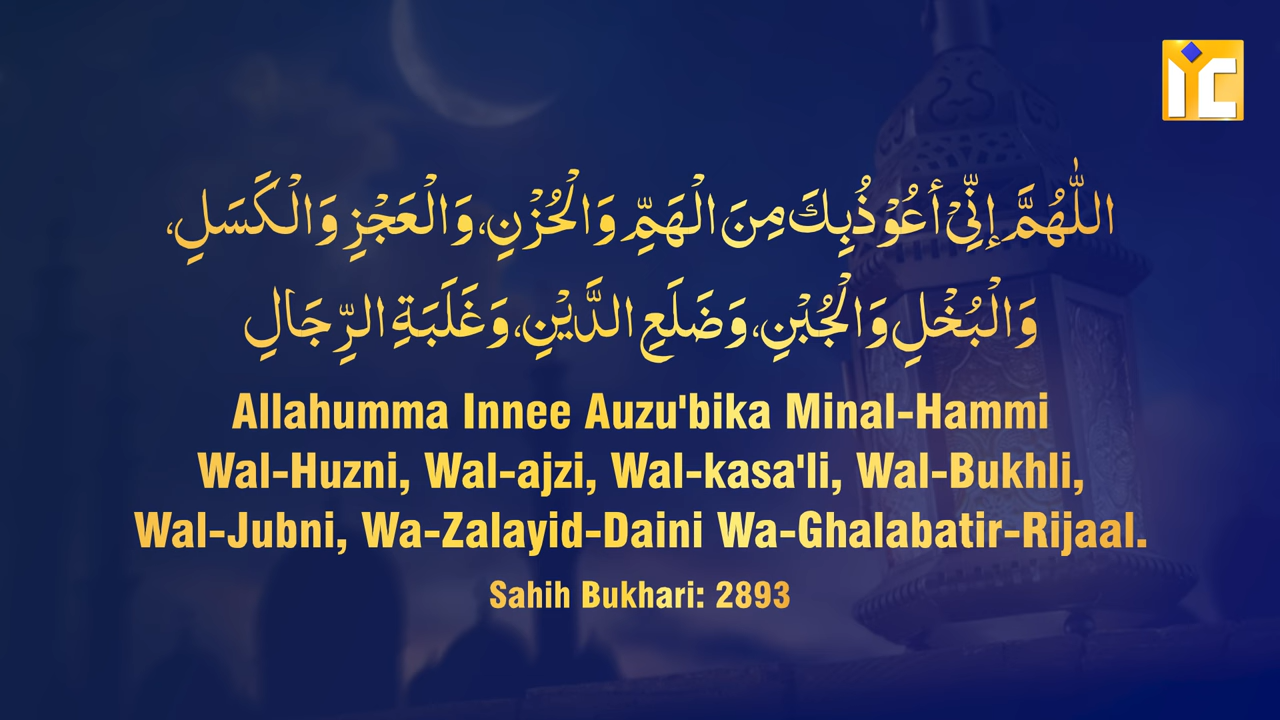 YC
اللّٰهُمَّ إِنِّيْ أَعُوْذُبِكَ مِنَ الْهَمِّ وَالْحُزْنِ، وَالْعَجْزِ وَالْكَسَلِ،
وَالْبُخْلِ وَالْجُبْنِ، وَضَلَعِ الدَّيْنِ، وَغَلَبَةِ الرِّجَالِ
Allahumma Innee Auzu'bika Minal-Hammi
Wal-Huzni, Wal-ajzi, Wal-kasa'li, Wal-Bukhli,
Wal-Jubni, Wa-Zalayid-Daini Wa-Ghalabatir-Rijaal.
Sahih Bukhari: 2893